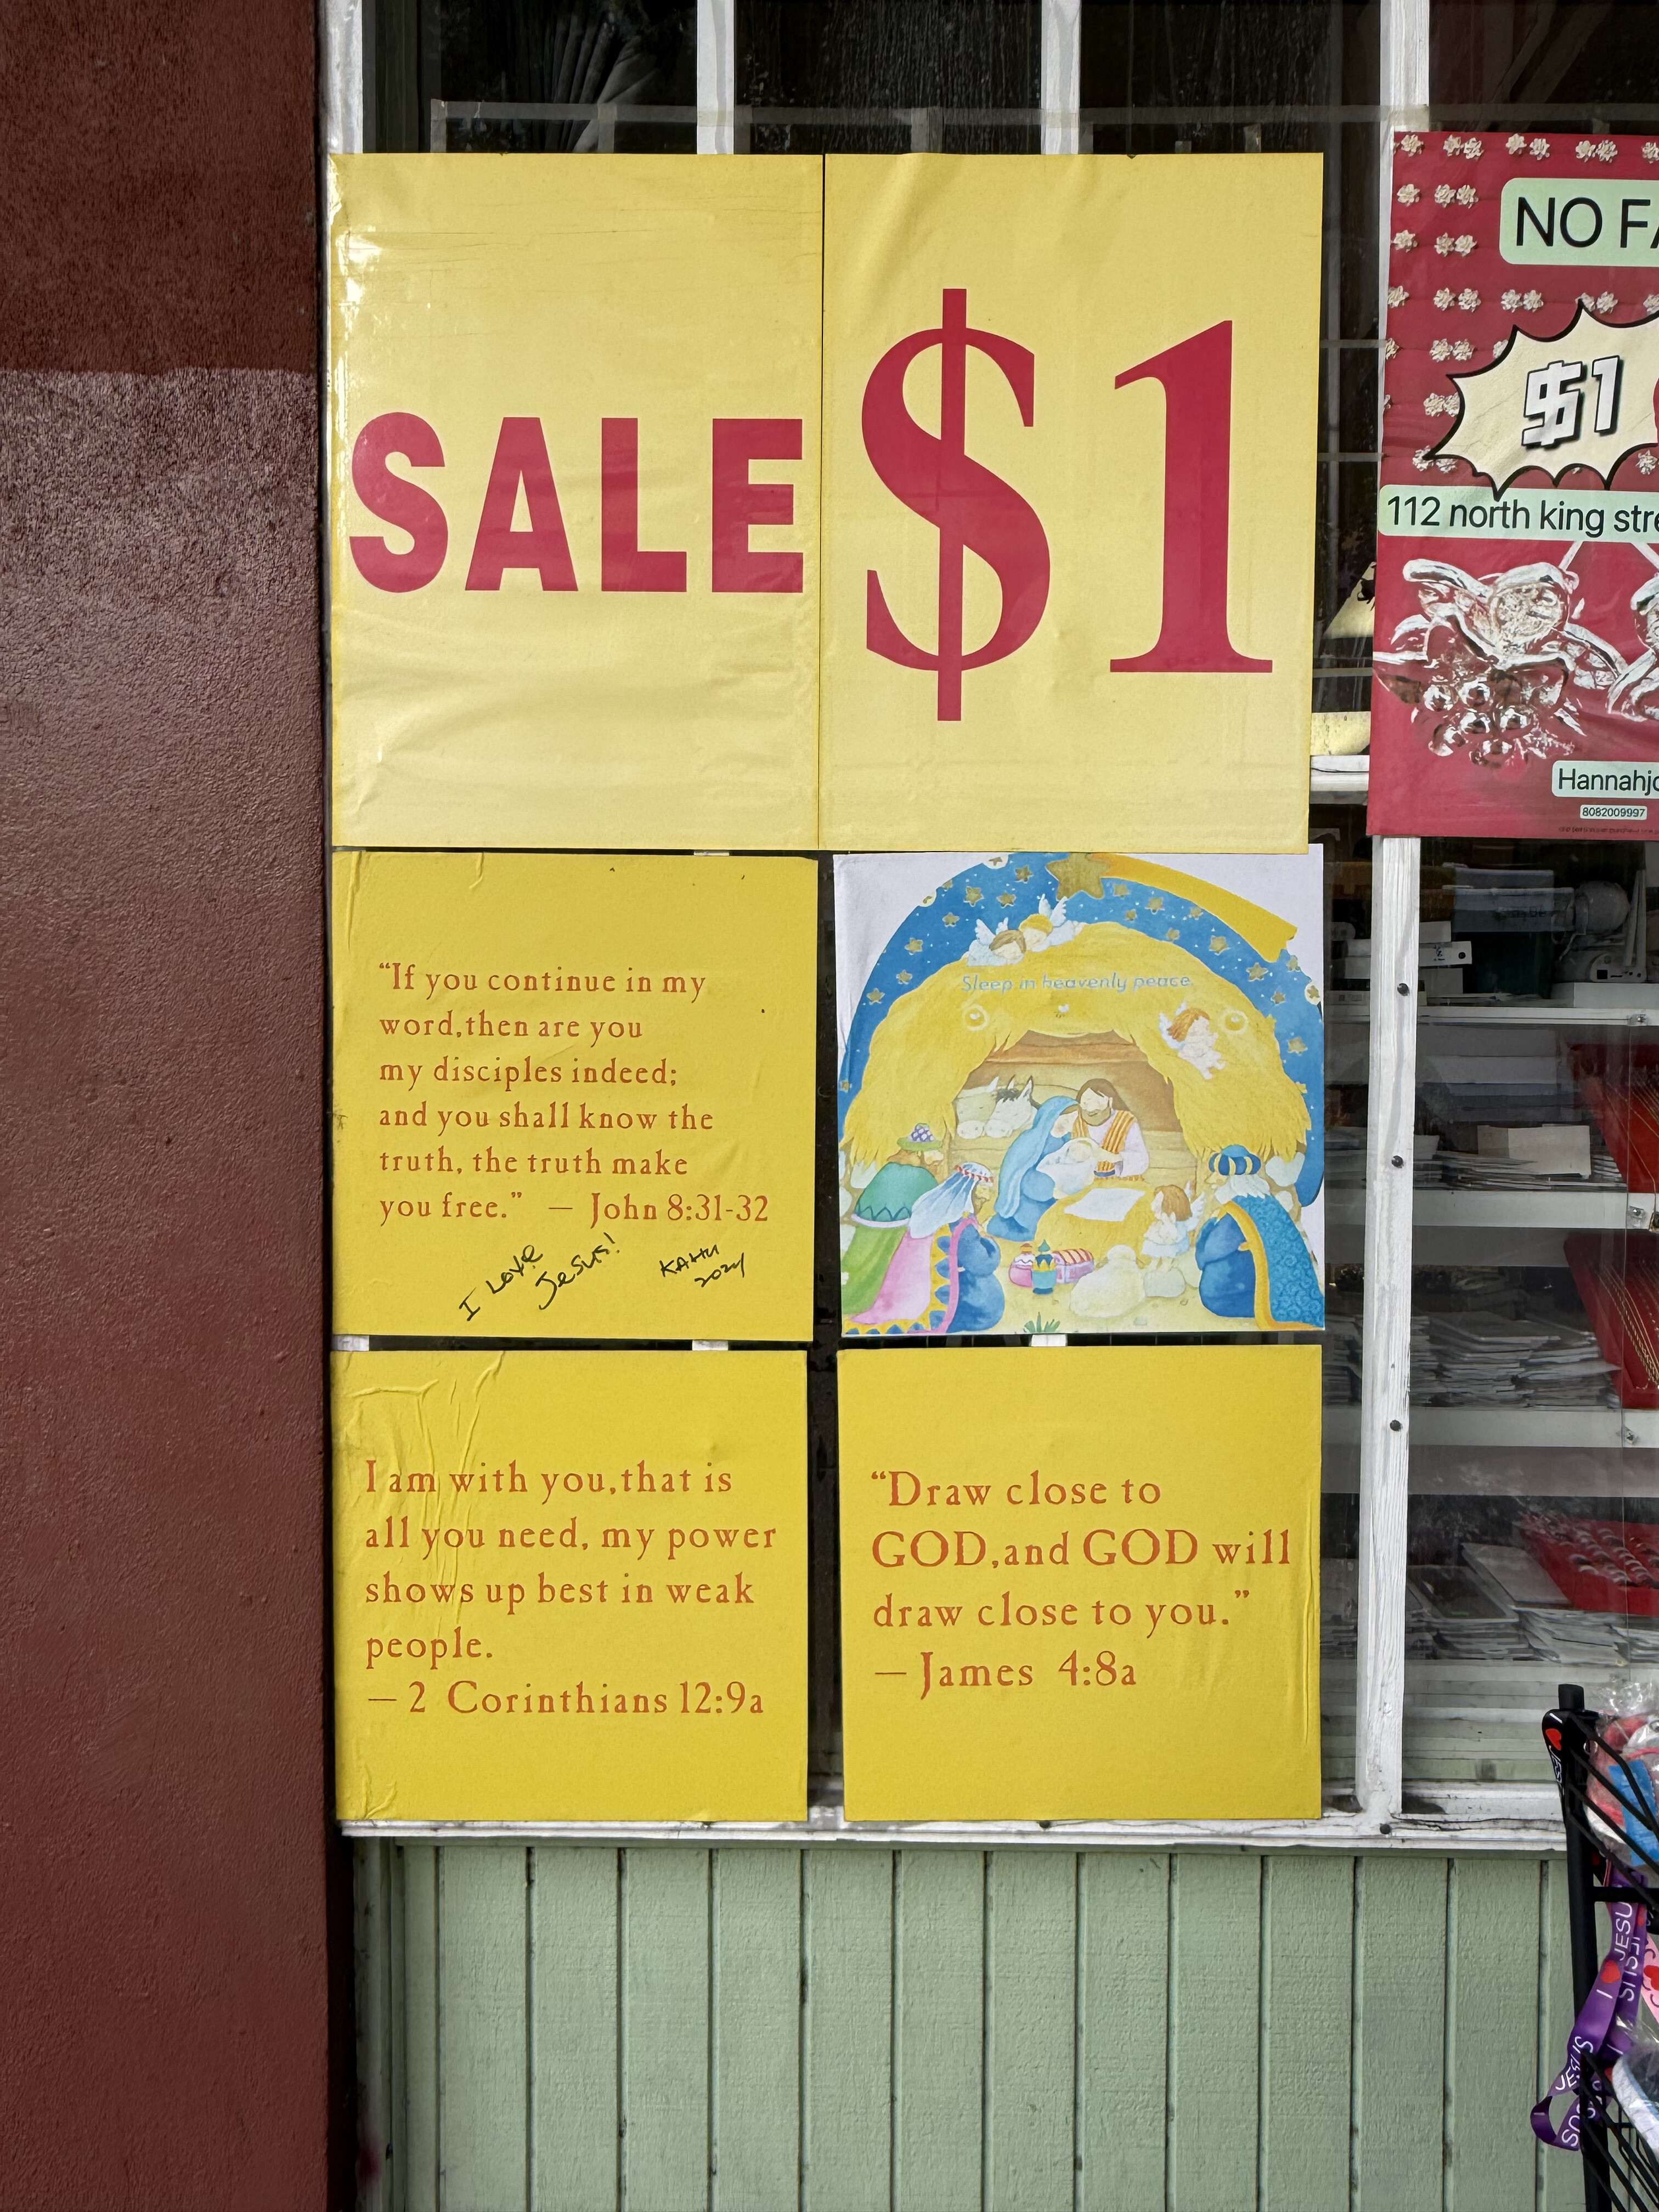 SALE $1
NO
$1
112 north king
8082009997
Sleep in heavenly peace
“If you continue in my
word,then are you
my disciples indeed;
and you shall know the
truth, the truth make
you free.” — John 8:31-32
I Love
Jesus!
KAHU
2024
I am with you,that is
all you need, my power
shows up best in weak
people.
— 2 Corinthians 12:9a
“Draw close to
GOD,and GOD will
draw close to you.”
— James 4:8a
I JESUS
JESUS